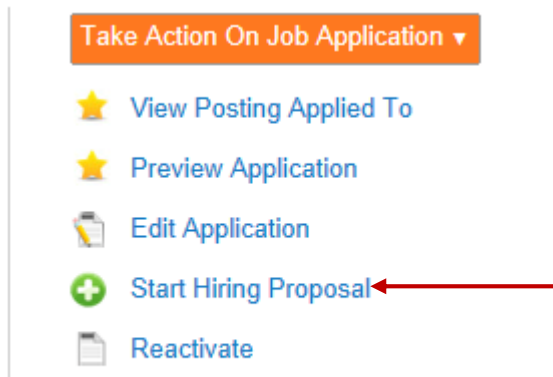 Take Action On Job Application ▾
View Posting Applied To
Preview Application
Edit Application
Start Hiring Proposal
Reactivate